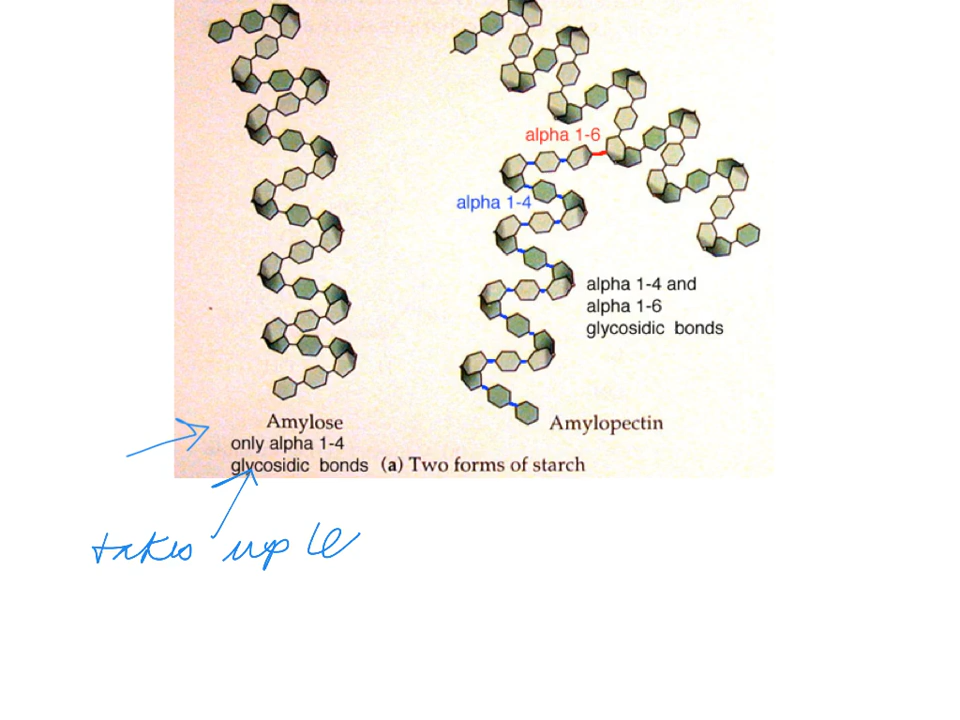 alpha 1-6
alpha 1-4
alpha 1-4 and
alpha 1-6
glycosidic bonds
Amylose
only alpha 1-4
glycosidic bonds
Amylopectin
(a) Two forms of starch
takes up le